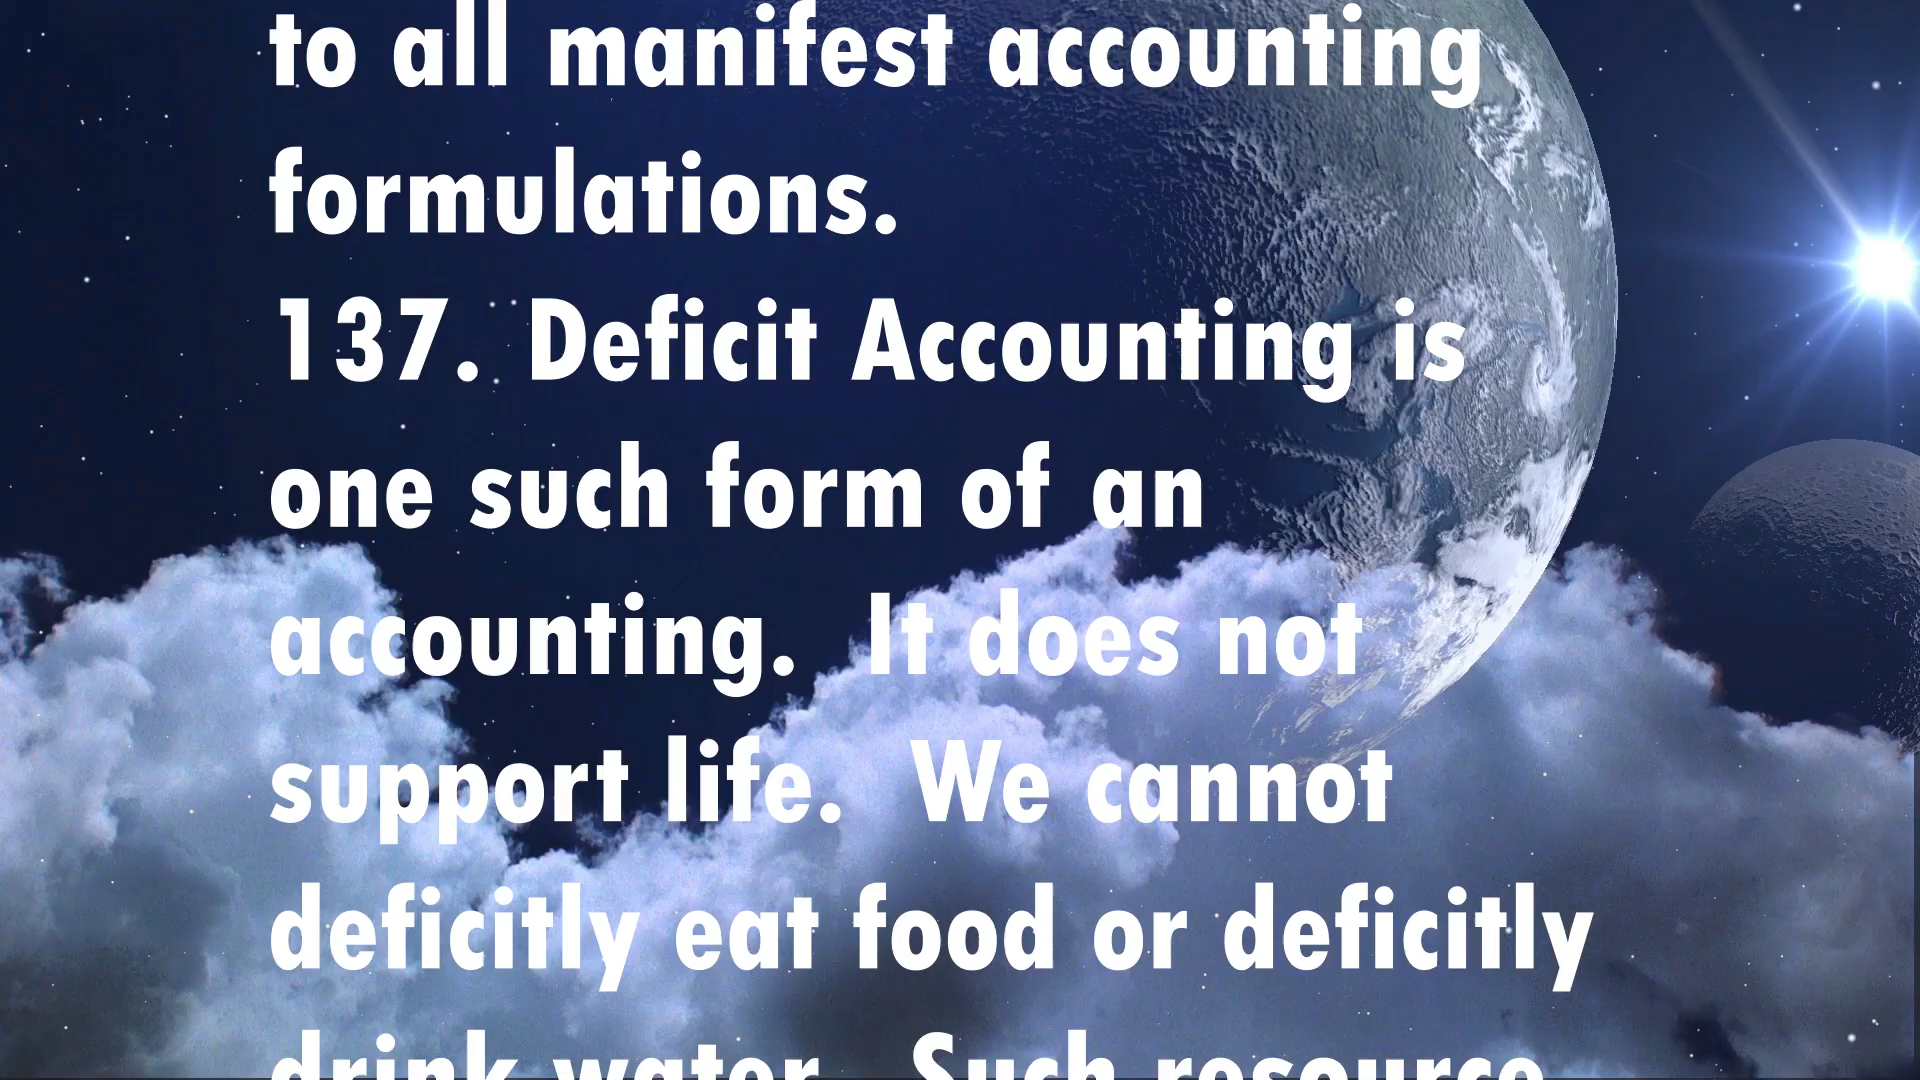 to all manifest accounting
formulations.
137. Deficit Accounting is
one such form of an
accounting.  It does not
support life.  We cannot
deficitly eat food or deficitly
drink water.  Such resource